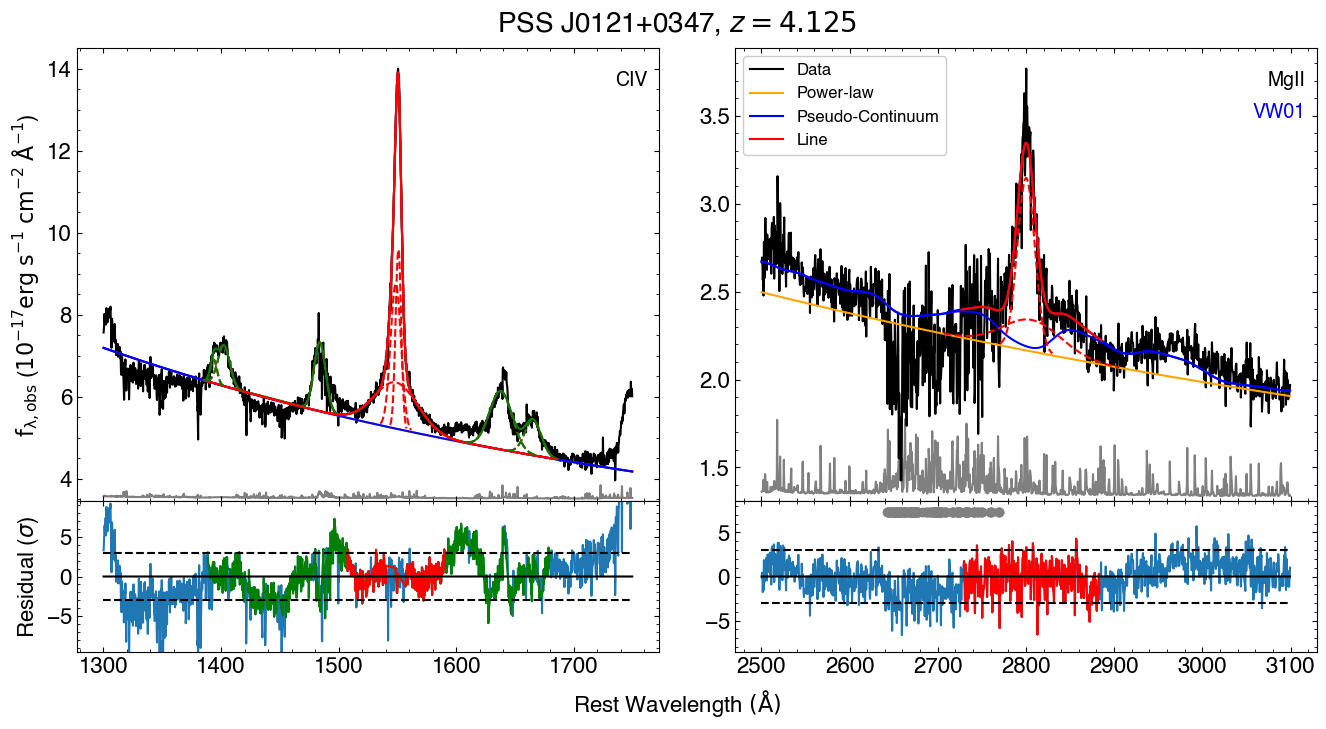 PSS J0121+0347, z = 4.125
CIV
14
12
10
8
6
4
f_λ, obs (10⁻¹⁷erg s⁻¹ cm⁻² Å⁻¹)
Data
Power-law
Pseudo-Continuum
Line
MgII
VW01
3.5
3.0
2.5
2.0
1.5
Residual (σ)
5
0
−5
5
0
−5
1300 1400 1500 1600 1700
2500 2600 2700 2800 2900 3000 3100
Rest Wavelength (Å)